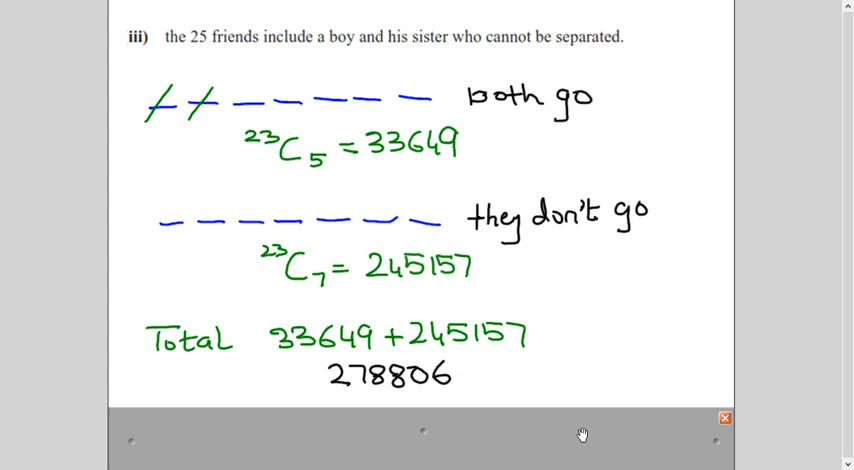 iii) the 25 friends include a boy and his sister who cannot be separated.
both go
²³C₅ = 33649
they don't go
²³C₇ = 245157
Total 33649 + 245157
278806